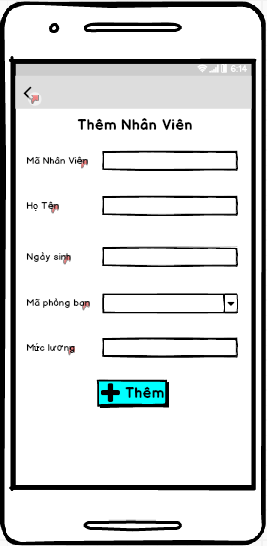 6:14
Thêm Nhân Viên
Mã Nhân Viên
Họ Tên
Ngày sinh
Mã phòng ban
Mức lương
Thêm